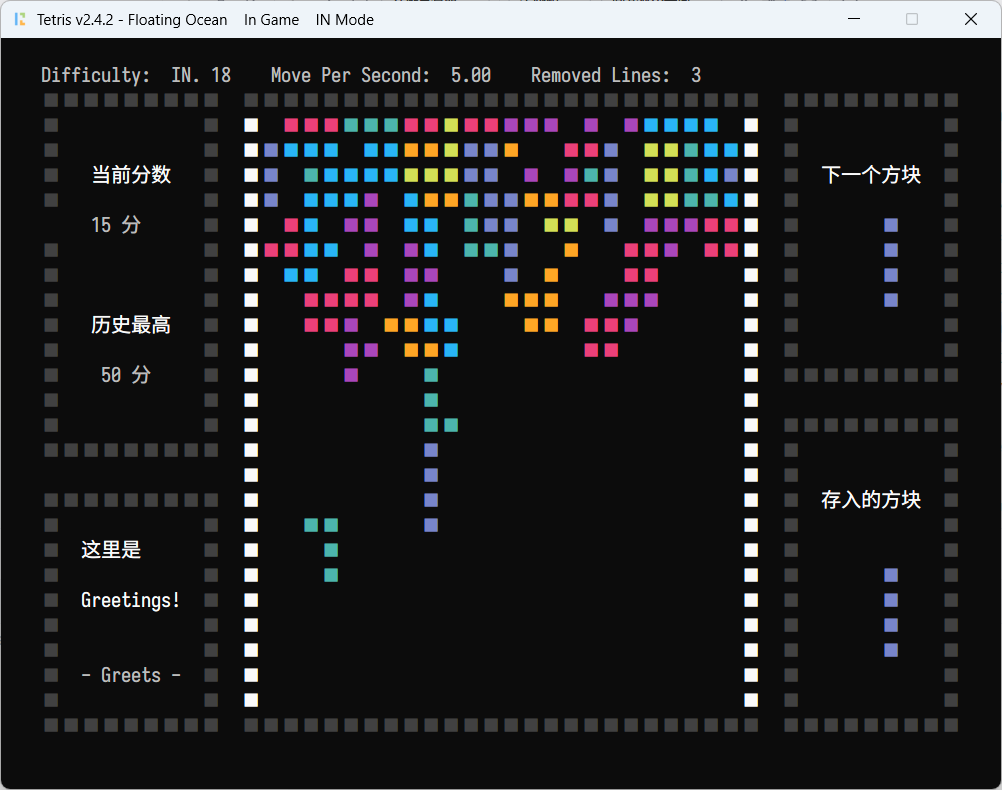 Tetris v2.4.2 - Floating Ocean In Game IN Mode
Difficulty: IN. 18 Move Per Second: 5.00 Removed Lines: 3
当前分数
15 分
历史最高
50 分
这里是
Greetings!
- Greets -
下一个方块
存入的方块